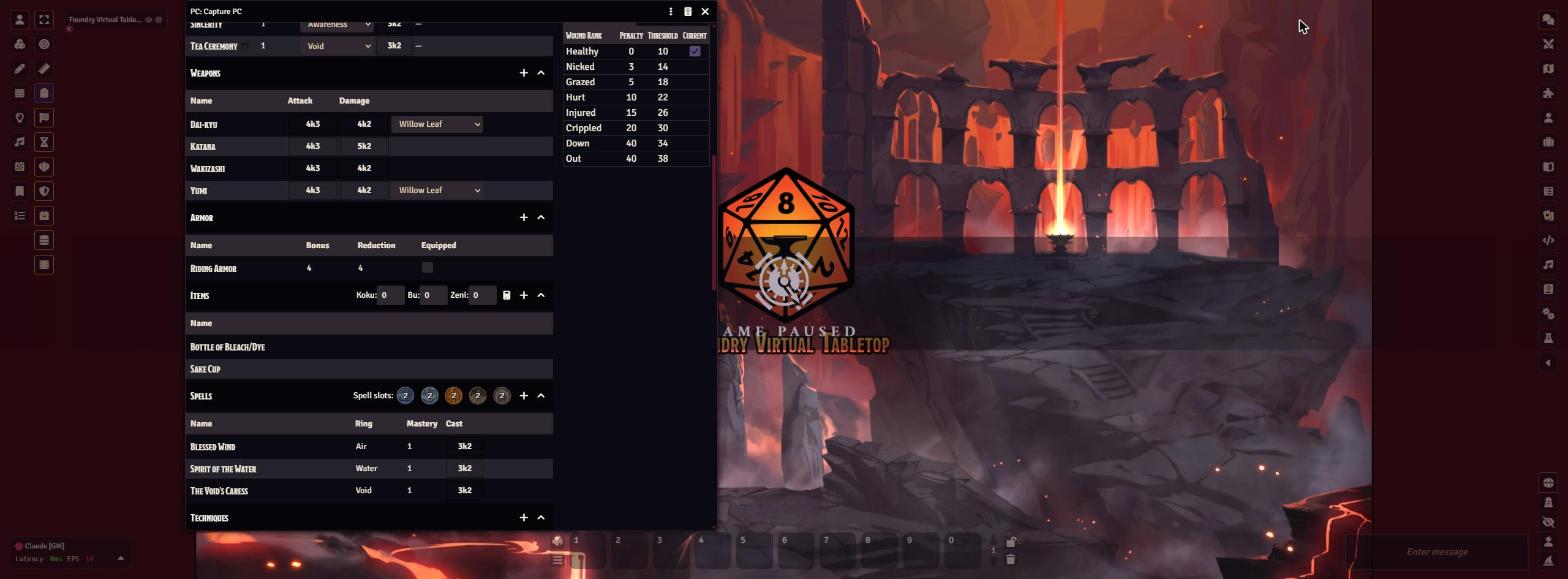 Foundry Virtual Table...
PC: Capture PC
Sincerity 1 Awareness 3k2 –
Tea Ceremony 1 Void 3k2 –
Weapons
Name Attack Damage
Dai-kyu 4k3 4k2 Willow Leaf
Katana 4k3 5k2
Wakizashi 4k3 4k2
Yumi 4k3 4k2 Willow Leaf
Armor
Name Bonus Reduction Equipped
Riding Armor 4 4
Items Koku: 0 Bu: 0 Zeni: 0
Name
Bottle of Bleach/Dye
Sake Cup
Spells Spell slots: 2 2 2 2 2
Name Ring Mastery Cast
Blessed Wind Air 1 3k2
Spirit of the Water Water 1 3k2
The Void's Caress Void 1 3k2
Techniques
Wound Rank Penalty Threshold Current
Healthy 0 10
Nicked 3 14
Grazed 5 18
Hurt 10 22
Injured 15 26
Crippled 20 30
Down 40 34
Out 40 38
8
AME PAUSED
NDRY VIRTUAL TABLETOP
Claude [GM]
Latency 0ms FPS
1 2 3 4 5 6 7 8 9 0
1
Enter message